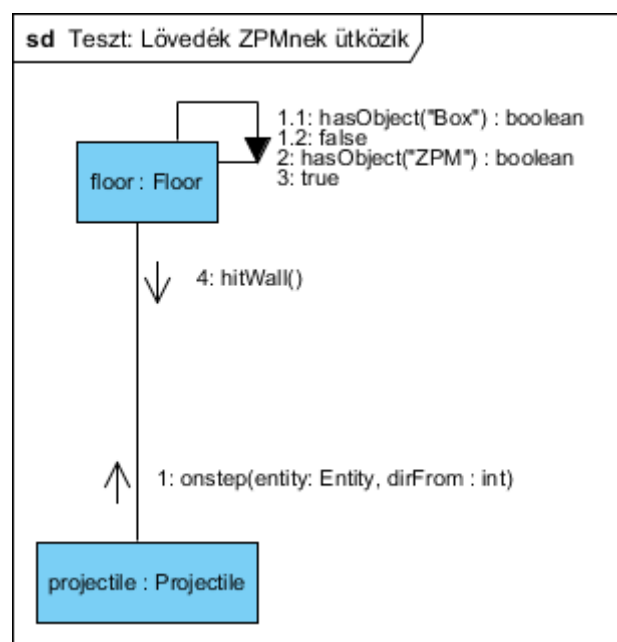 sd Teszt: Lövedék ZPMnek ütközik
1.1: hasObject("Box") : boolean
1.2: false
2: hasObject("ZPM") : boolean
3: true
floor : Floor
4: hitWall()
1: onstep(entity: Entity, dirFrom : int)
projectile : Projectile